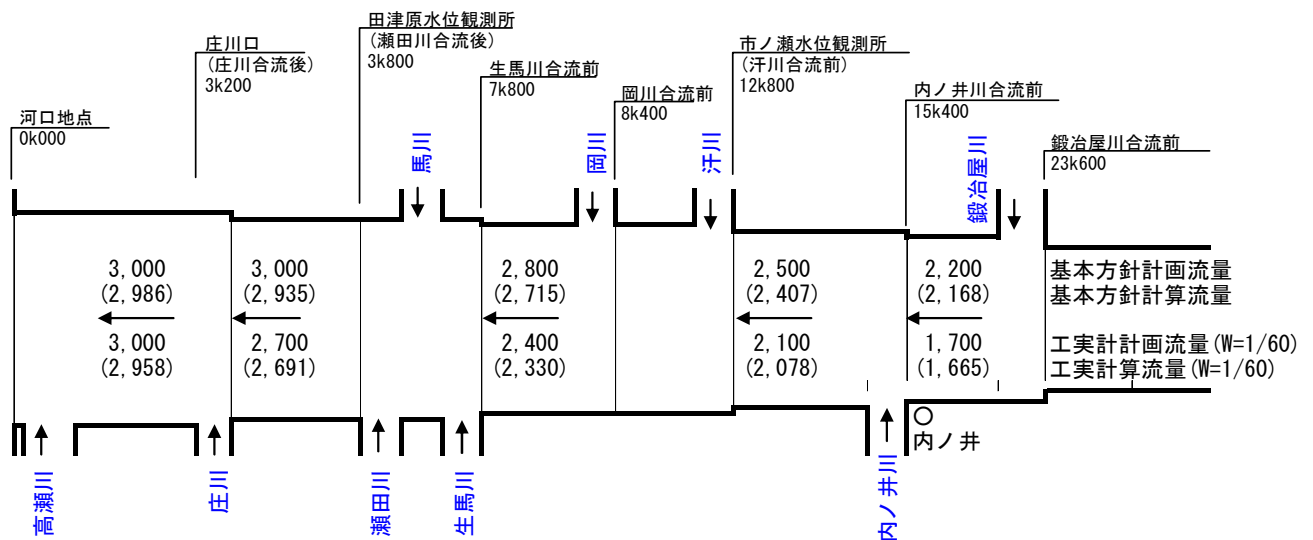 田津原水位観測所
(瀬田川合流後)
3k800
庄川口
(庄川合流後)
3k200
市ノ瀬水位観測所
(汗川合流前)
12k800
生馬川合流前
7k800
岡川合流前
8k400
内ノ井川合流前
15k400
河口地点
0k000
鍛冶屋川合流前
23k600
馬川
岡川
汗川
鍛冶屋川
3,000
(2,986)
3,000
(2,935)
2,800
(2,715)
2,500
(2,407)
2,200
(2,168)
基本方針計画流量
基本方針計算流量
3,000
(2,958)
2,700
(2,691)
2,400
(2,330)
2,100
(2,078)
1,700
(1,665)
工実計計画流量(W=1/60)
工実計算流量(W=1/60)
内ノ井
高瀬川
庄川
瀬田川
生馬川
内ノ井川